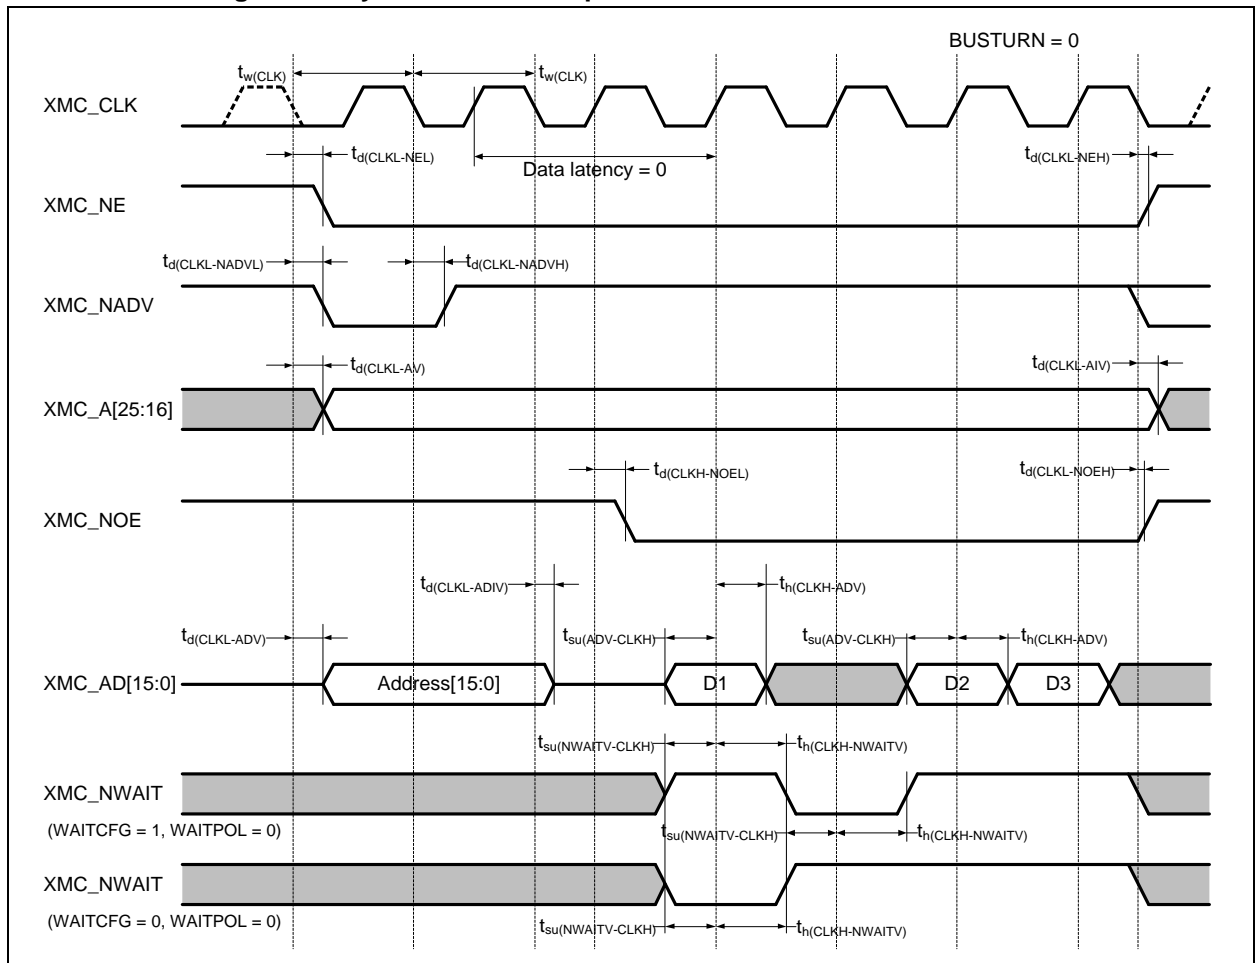 BUSTURN = 0
tw(CLK) tw(CLK)
XMC_CLK
td(CLKL-NEL) Data latency = 0 td(CLKL-NEH)
XMC_NE
td(CLKL-NADVL) td(CLKL-NADVH)
XMC_NADV
td(CLKL-AV) td(CLKL-AIV)
XMC_A[25:16]
td(CLKH-NOEL) td(CLKL-NOEH)
XMC_NOE
td(CLKL-ADIV) th(CLKH-ADV)
td(CLKL-ADV) tsu(ADV-CLKH) tsu(ADV-CLKH) th(CLKH-ADV)
XMC_AD[15:0] Address[15:0] D1 D2 D3
tsu(NWAITV-CLKH) th(CLKH-NWAITV)
XMC_NWAIT
(WAITCFG = 1, WAITPOL = 0) tsu(NWAITV-CLKH) th(CLKH-NWAITV)
XMC_NWAIT
(WAITCFG = 0, WAITPOL = 0) tsu(NWAITV-CLKH) th(CLKH-NWAITV)